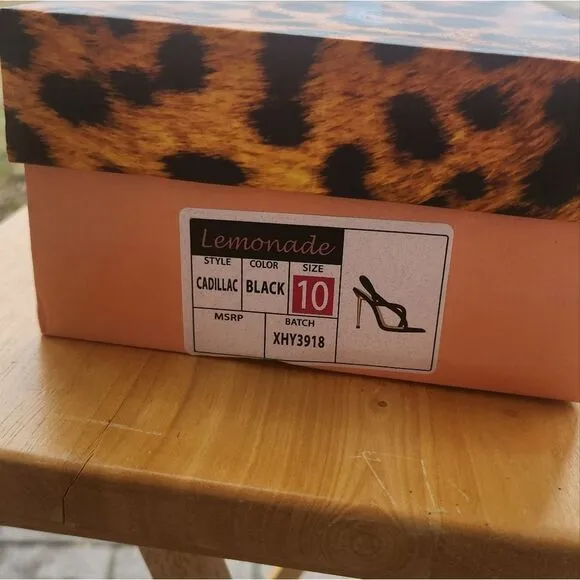 Lemonade
STYLE COLOR SIZE
CADILLAC BLACK 10
MSRP BATCH
XHY3918